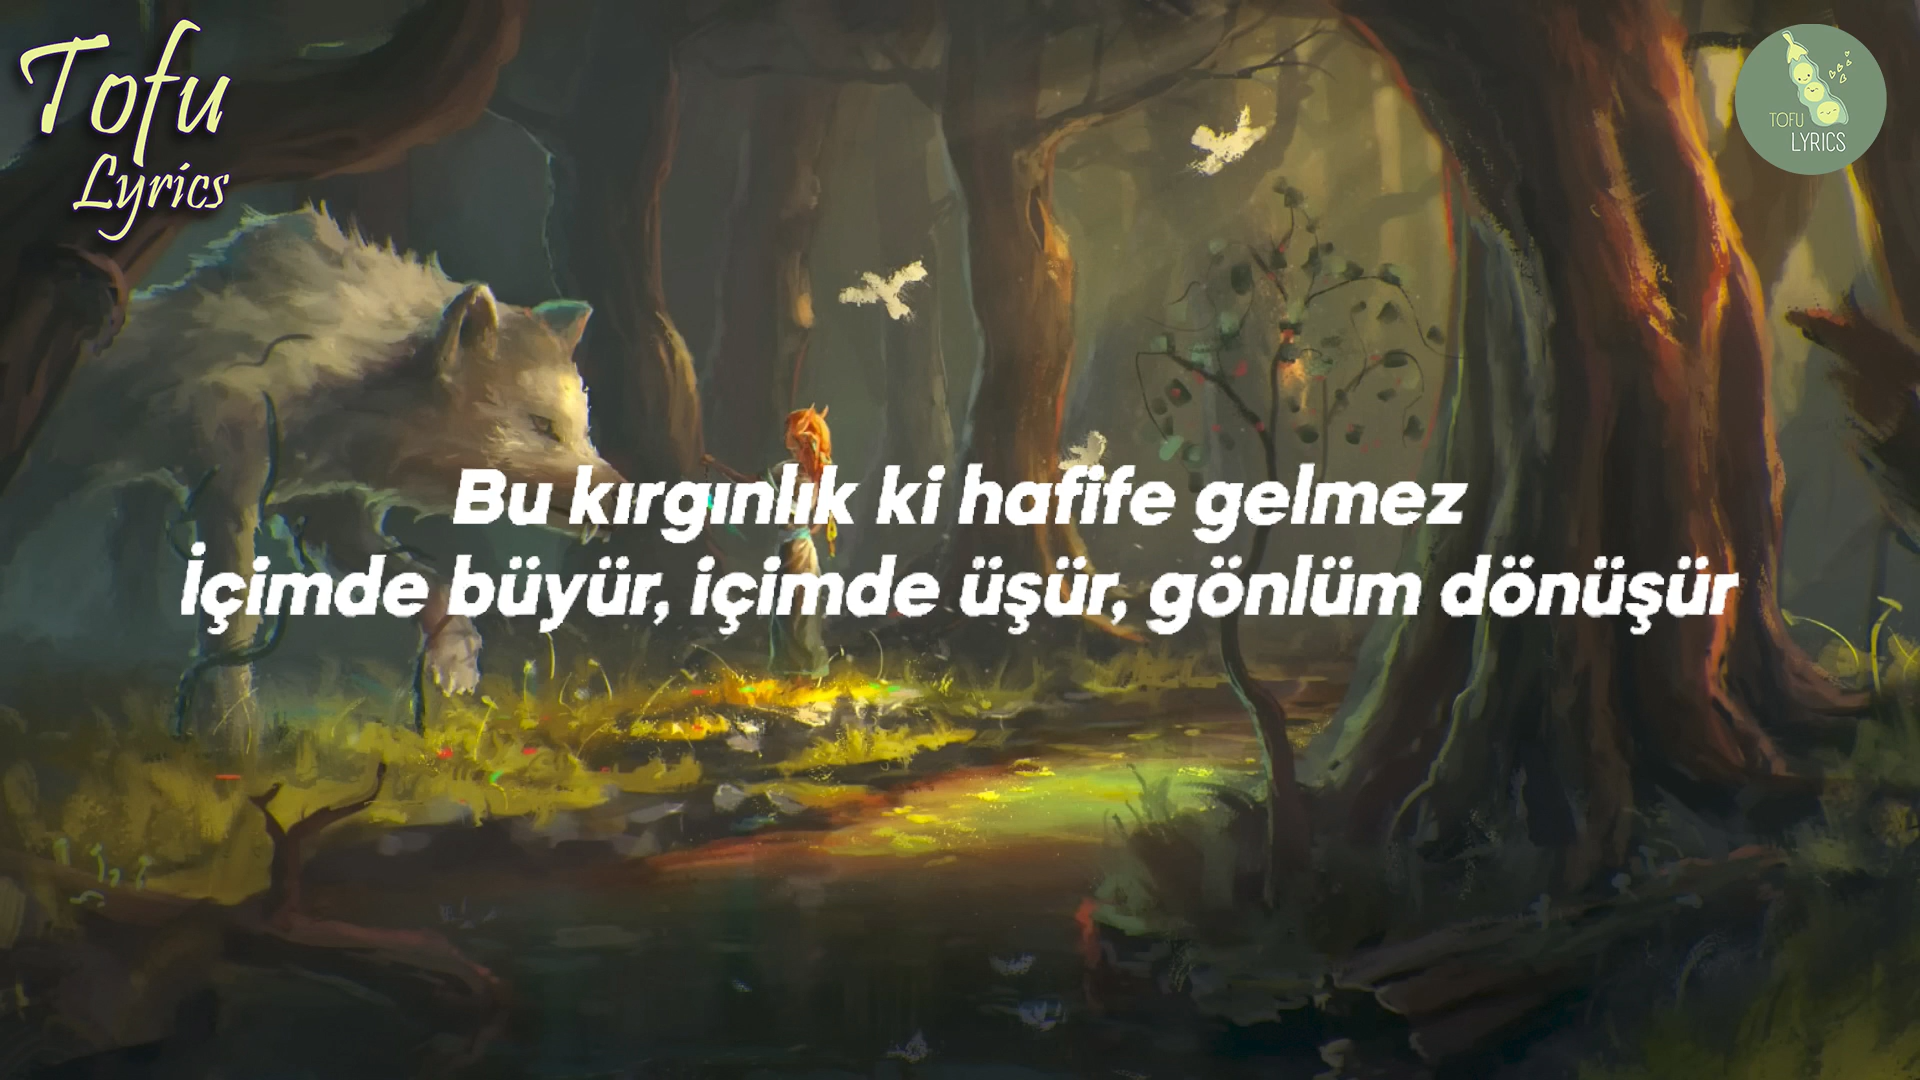 Tofu
Lyrics
TOFU
LYRICS
Bu kırgınlık ki hafife gelmez
İçimde büyür, içimde üşür, gönlüm dönüşür